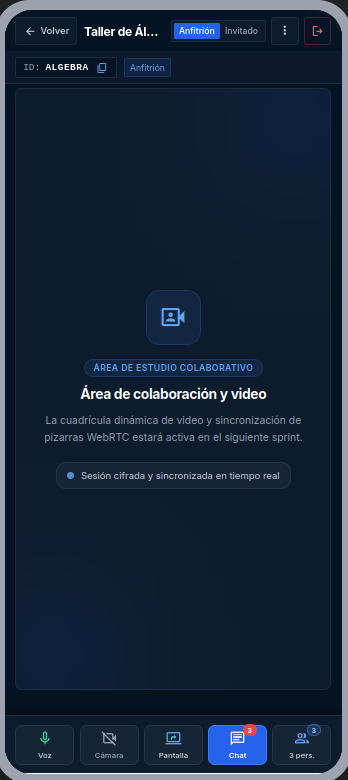 Volver
Taller de Ál...
Anfitrión
Invitado
ID: ALGEBRA
Anfitrión
ÁREA DE ESTUDIO COLABORATIVO
Área de colaboración y video
La cuadrícula dinámica de video y sincronización de
pizarras WebRTC estará activa en el siguiente sprint.
Sesión cifrada y sincronizada en tiempo real
3
3
Voz
Cámara
Pantalla
Chat
3 pers.